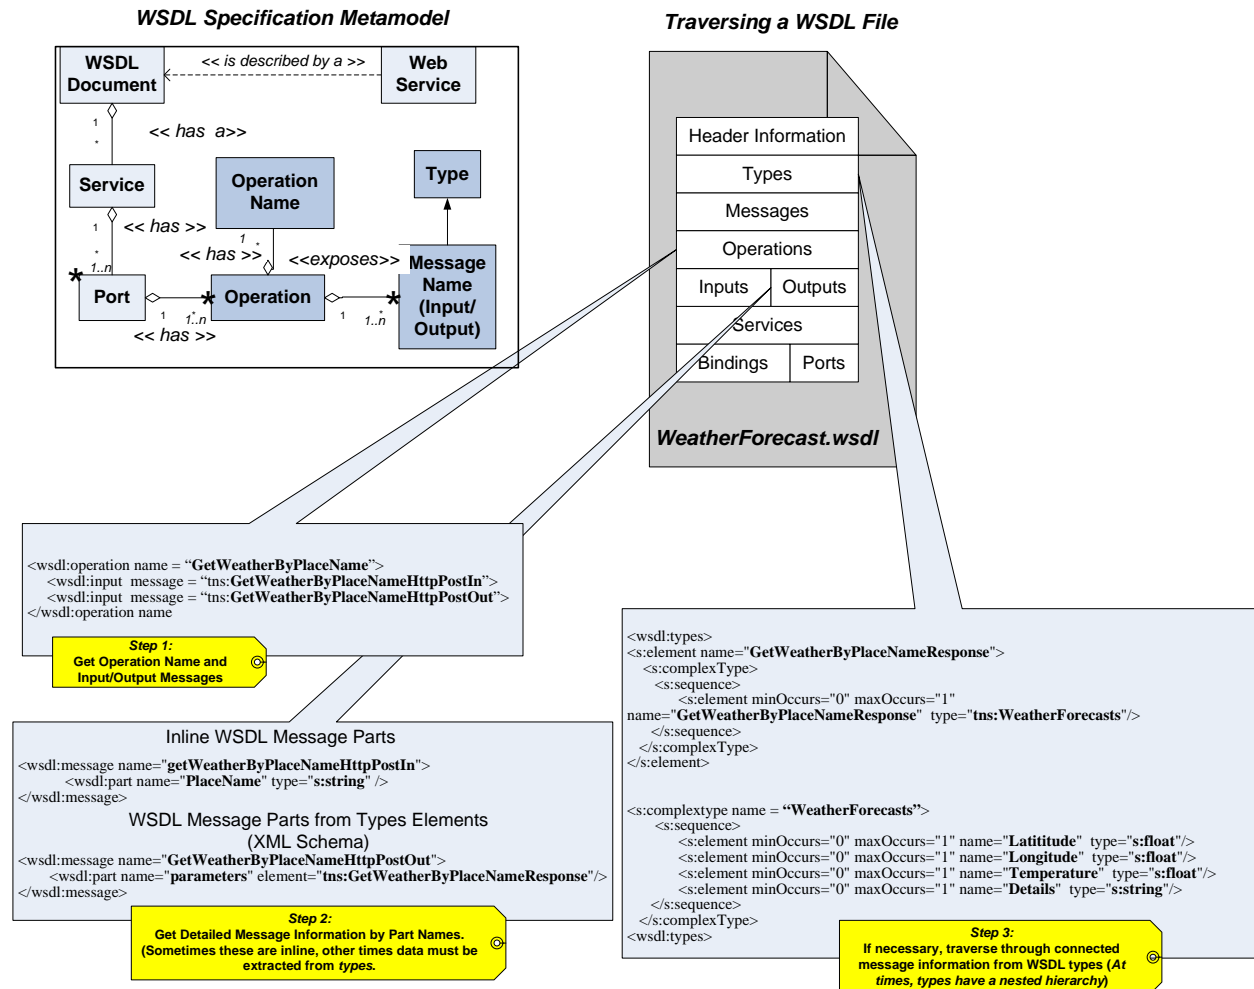 WSDL Specification Metamodel
Traversing a WSDL File
WSDL
Document
<< is described by a >>
Web
Service
1
*
<< has  a>>
Service
Operation
Name
Type
1
<< has >>
*
1..n
*
1
*
<< has >>
<<exposes>>
Message
Name
(Input/
Output)
Port
1
*
1..n
*
<< has >>
Operation
1
*
1..n
*
Header Information
Types
Messages
Operations
Inputs
Outputs
Services
Bindings
Ports
WeatherForecast.wsdl
<wsdl:operation name = “GetWeatherByPlaceName”>
<wsdl:input  message = “tns:GetWeatherByPlaceNameHttpPostIn”>
<wsdl:input  message = “tns:GetWeatherByPlaceNameHttpPostOut”>
</wsdl:operation name
Step 1:
Get Operation Name and
Input/Output Messages
Inline WSDL Message Parts
<wsdl:message name="getWeatherByPlaceNameHttpPostIn">
<wsdl:part name="PlaceName" type="s:string" />
</wsdl:message>
WSDL Message Parts from Types Elements
(XML Schema)
<wsdl:message name="GetWeatherByPlaceNameHttpPostOut">
<wsdl:part name="parameters" element="tns:GetWeatherByPlaceNameResponse"/>
</wsdl:message>
Step 2:
Get Detailed Message Information by Part Names.
(Sometimes these are inline, other times data must be
extracted from types.
<wsdl:types>
<s:element name="GetWeatherByPlaceNameResponse">
<s:complexType>
<s:sequence>
<s:element minOccurs="0" maxOccurs="1"
name="GetWeatherByPlaceNameResponse"  type="tns:WeatherForecasts"/>
</s:sequence>
</s:complexType>
</s:element>
<s:complextype name = “WeatherForecasts”>
<s:sequence>
<s:element minOccurs="0" maxOccurs="1" name="Latititude"  type="s:float"/>
<s:element minOccurs="0" maxOccurs="1" name="Longitude"  type="s:float"/>
<s:element minOccurs="0" maxOccurs="1" name="Temperature"  type="s:float"/>
<s:element minOccurs="0" maxOccurs="1" name="Details"  type="s:string"/>
</s:sequence>
</s:complexType>
<wsdl:types>
Step 3:
If necessary, traverse through connected
message information from WSDL types (At
times, types have a nested hierarchy)